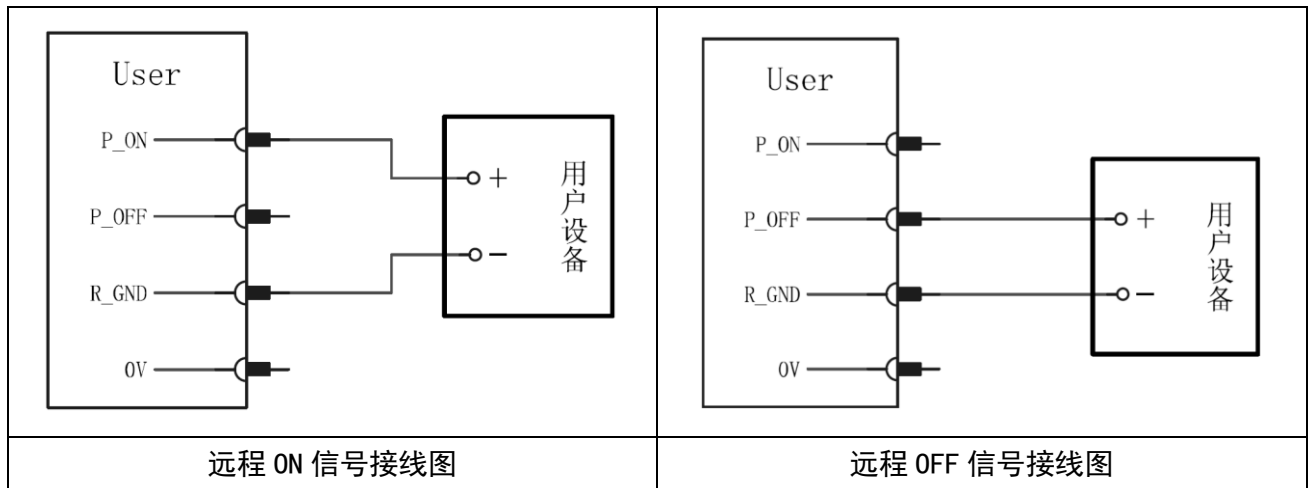 User
P_ON
P_OFF
R_GND
0V
+
−
用户设备
远程 ON 信号接线图
User
P_ON
P_OFF
R_GND
0V
+
−
用户设备
远程 OFF 信号接线图